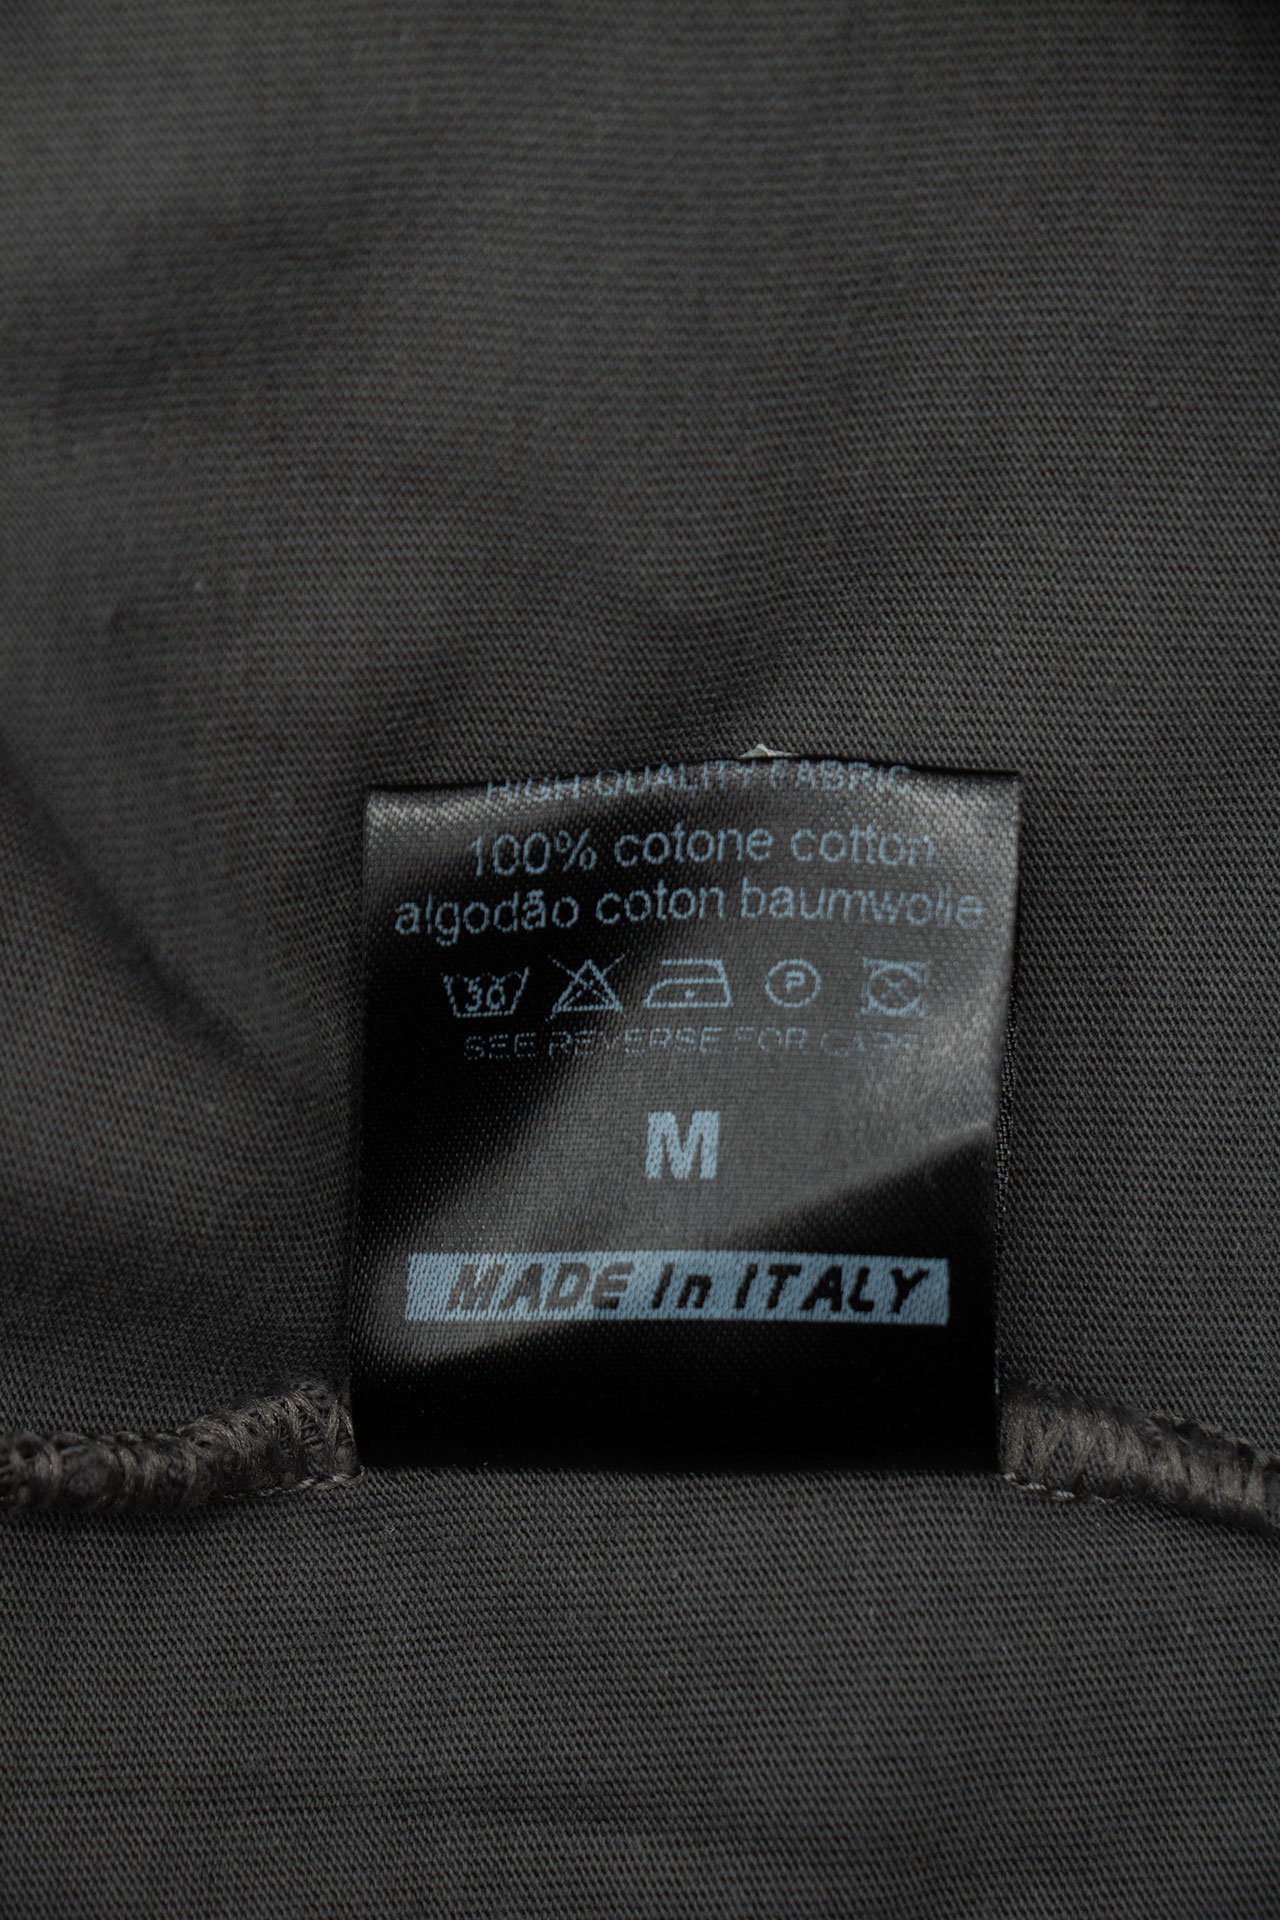 HIGH QUALITY FABRIC
100% cotone cotton
algodão coton baumwolle
30 P
SEE REVERSE FOR CARE
M
MADE In ITALY